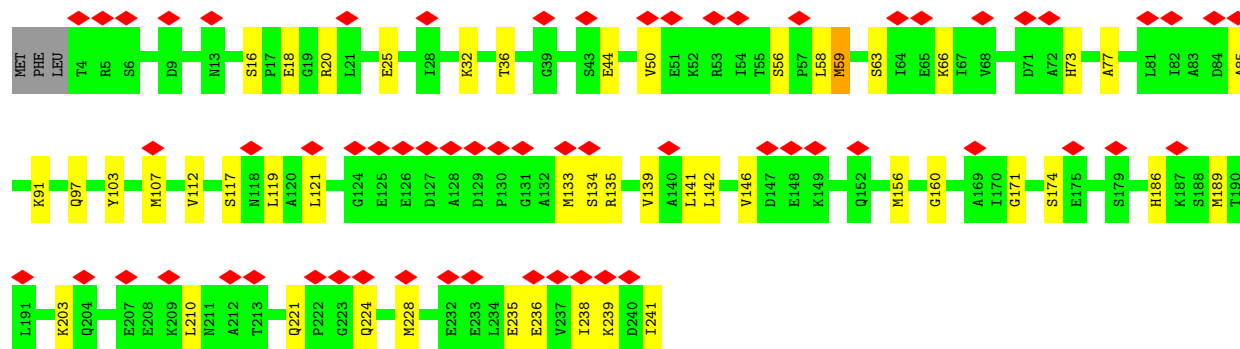 MET PHE LEU T4 R5 S6 D9 N13 S16 P17 E18 G19 R20 L21 E25 I28 K32 T36 G39 S43 E44 V50 E51 K52 R53 I54 T55 S56 P57 L58 M59 S63 I64 E65 K66 I67 V68 D71 A72 H73 A77 L81 I82 A83 D84 A85
K91 Q97 Y103 M107 V112 S117 N118 L119 A120 L121 G124 E125 E126 D127 A128 D129 P130 G131 A132 M133 S134 R135 V139 A140 L141 L142 V146 D147 E148 K149 Q152 M156 G160 A169 I170 G171 S174 E175 S179 H186 K187 S188 M189 T190
L191 K203 Q204 E207 E208 K209 L210 N211 A212 T213 Q221 P222 G223 Q224 M228 E232 E233 L234 E235 E236 V237 I238 K239 D240 I241